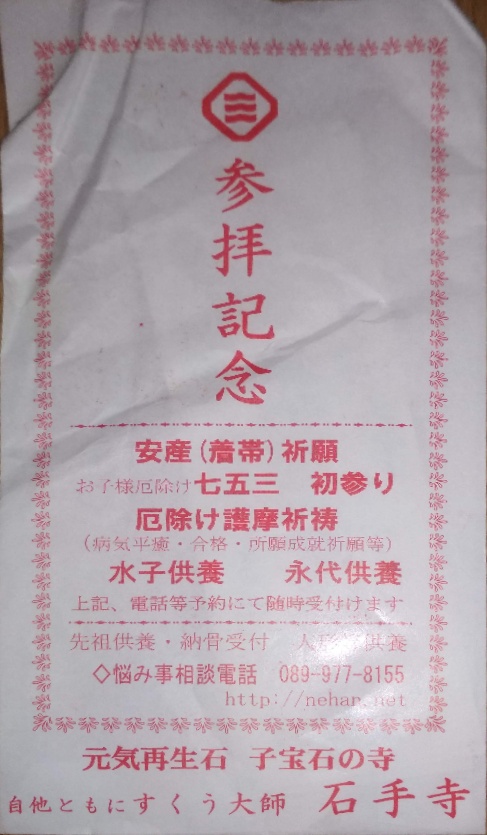 参拝記念
安産(着帯)祈願
お子様厄除け七五三 初参り
厄除け護摩祈祷
(病気平癒・合格・所願成就祈願等)
水子供養 永代供養
上記、電話等予約にて随時受付けます
先祖供養・納骨受付 人形 供養
◇悩み事相談電話 089-977-8155
http://nehan.net
元気再生石 子宝石の寺
自他ともにすくう大師 石手寺